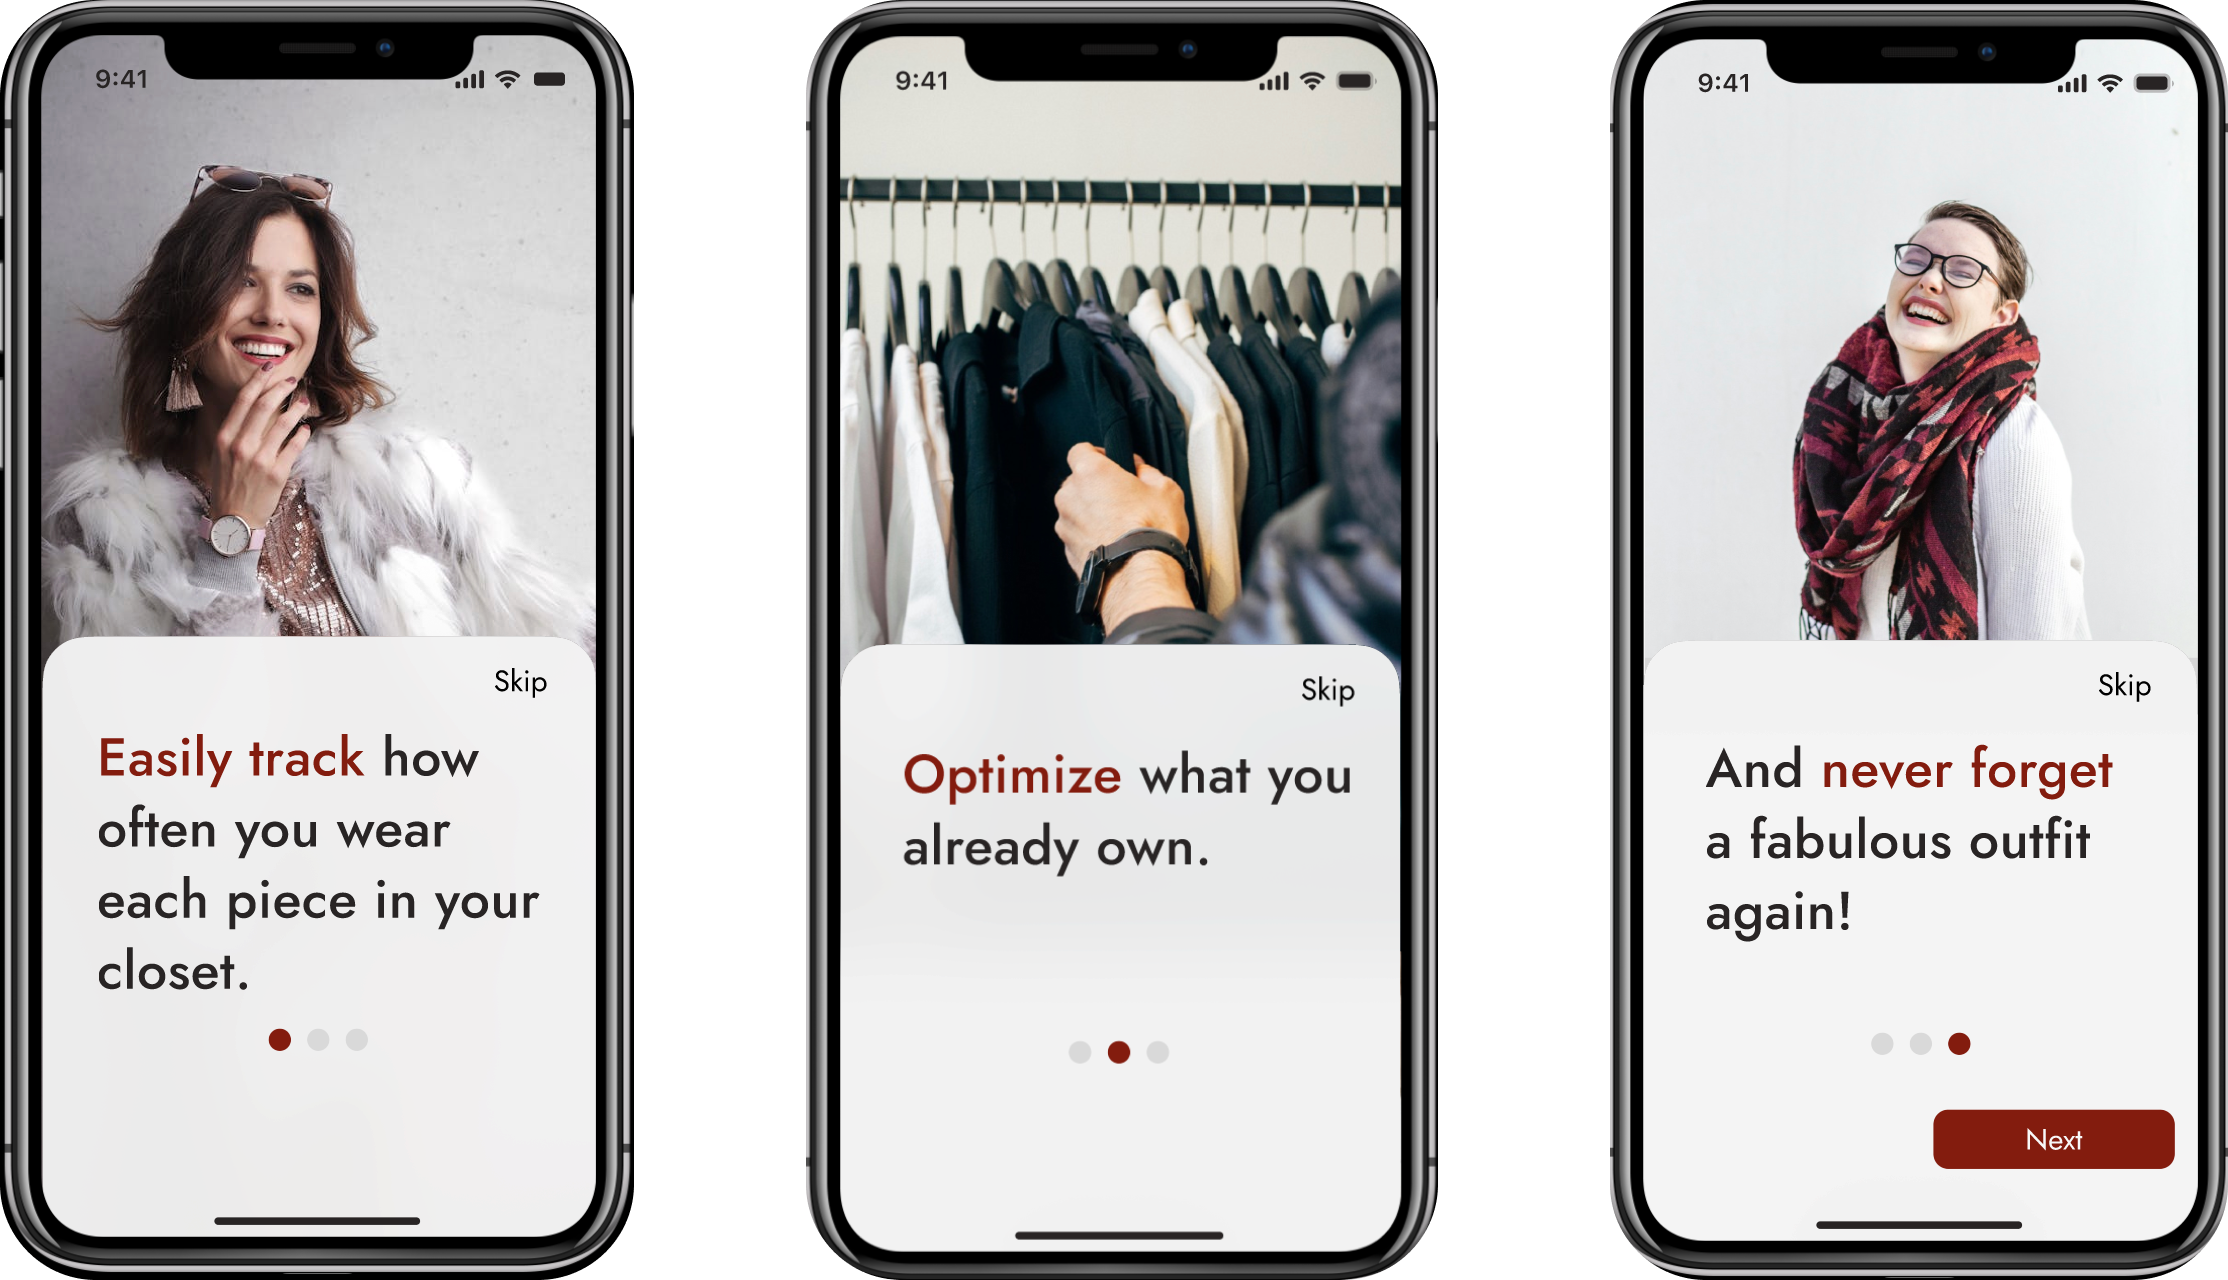 9:41
Skip
Easily track how
often you wear
each piece in your
closet.
9:41
Skip
Optimize what you
already own.
9:41
Skip
And never forget
a fabulous outfit
again!
Next